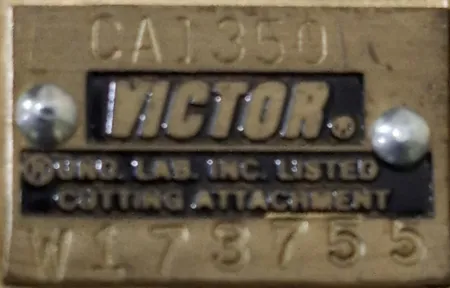 CA1350
VICTOR®
® UND. LAB. INC. LISTED
CUTTING ATTACHMENT
W173755